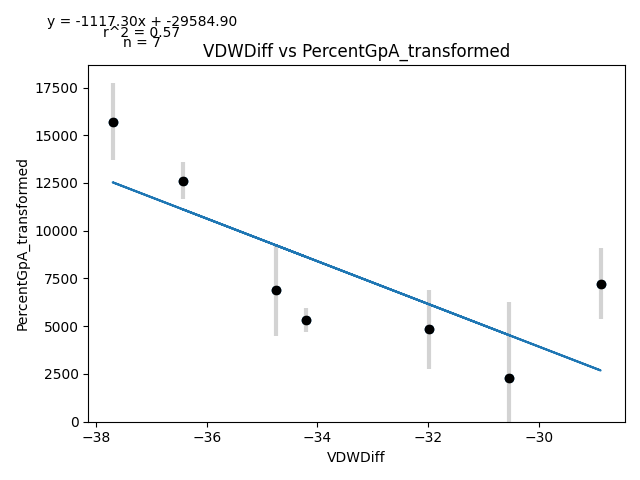 y = -1117.30x + -29584.90
r^2 = 0.57
n = 7
VDWDiff vs PercentGpA_transformed
PercentGpA_transformed
17500
15000
12500
10000
7500
5000
2500
0
−38
−36
−34
−32
−30
VDWDiff